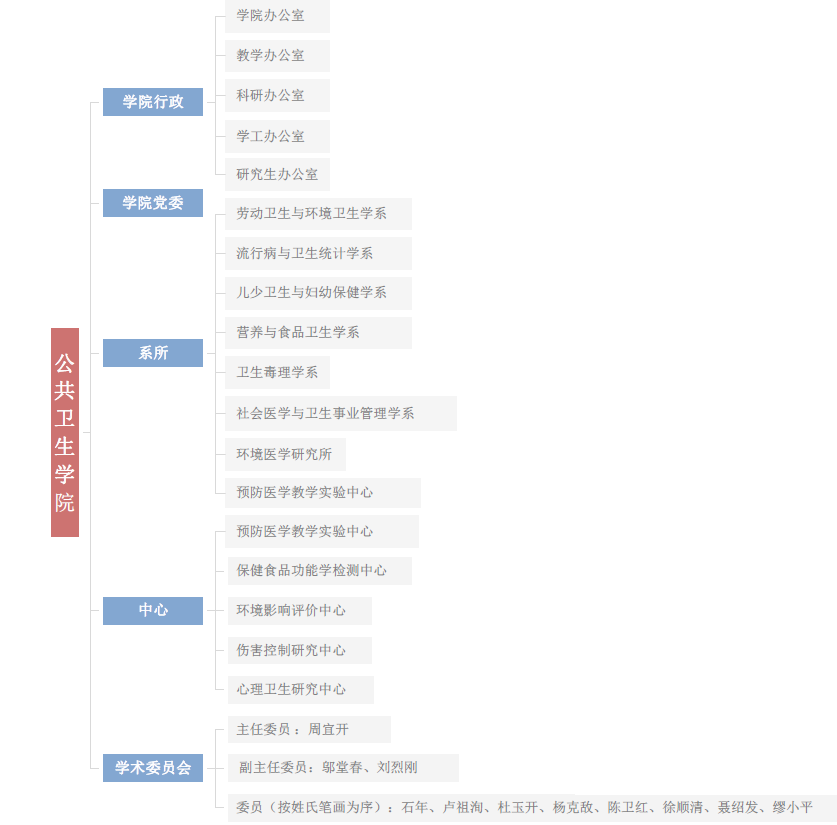 公共卫生学院
学院行政
学院办公室
教学办公室
科研办公室
学工办公室
研究生办公室
学院党委
系所
劳动卫生与环境卫生学系
流行病与卫生统计学系
儿少卫生与妇幼保健学系
营养与食品卫生学系
卫生毒理学系
社会医学与卫生事业管理学系
环境医学研究所
预防医学教学实验中心
中心
预防医学教学实验中心
保健食品功能学检测中心
环境影响评价中心
伤害控制研究中心
心理卫生研究中心
学术委员会
主任委员：周宜开
副主任委员：邬堂春、刘烈刚
委员（按姓氏笔画为序）：石年、卢祖洵、杜玉开、杨克敌、陈卫红、徐顺清、聂绍发、缪小平